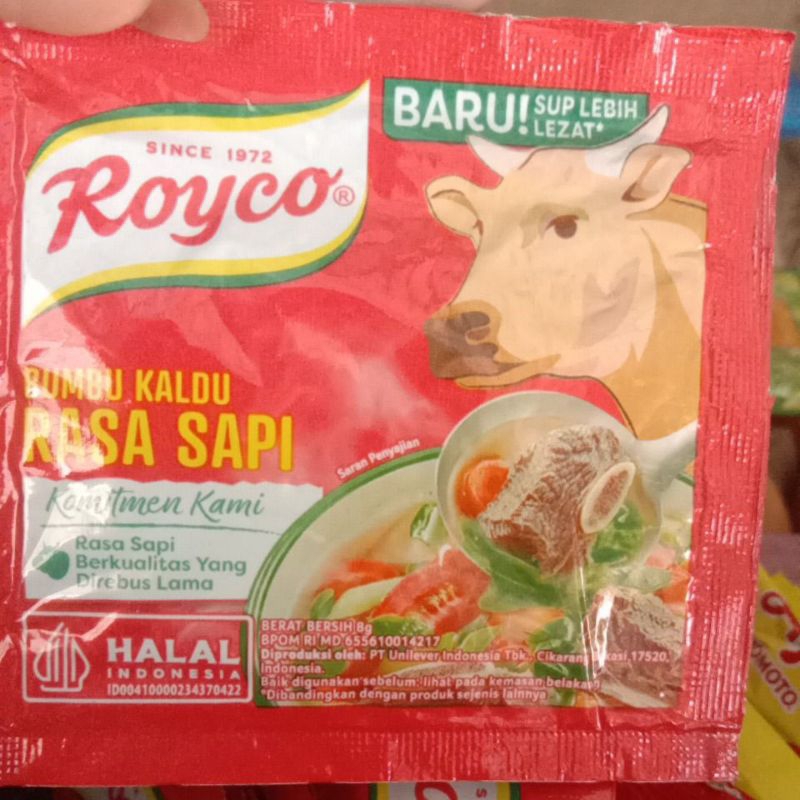 SINCE 1972
Royco®
BARU! SUP LEBIH
LEZAT*
BUMBU KALDU
RASA SAPI
Saran Penyajian
Komitmen Kami
Rasa Sapi
Berkualitas Yang
Direbus Lama
HALAL
INDONESIA
ID00410000234370422
BERAT BERSIH 8g
BPOM RI MD 655610014217
Diproduksi oleh: PT Unilever Indonesia Tbk., Cikarang, Bekasi 17520,
Indonesia.
Baik digunakan sebelum: lihat pada kemasan belakang
*Dibandingkan dengan produk sejenis lainnya